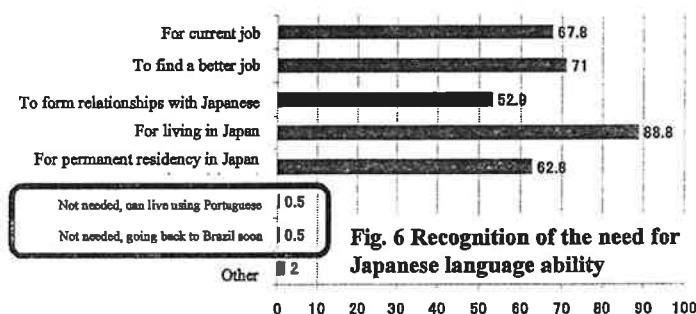 For current job 67.8
To find a better job 71
To form relationships with Japanese 52.9
For living in Japan 88.8
For permanent residency in Japan 62.8
Not needed, can live using Portuguese 0.5
Not needed, going back to Brazil soon 0.5
Fig. 6 Recognition of the need for
Japanese language ability
Other 2
0 10 20 30 40 50 60 70 80 90 100